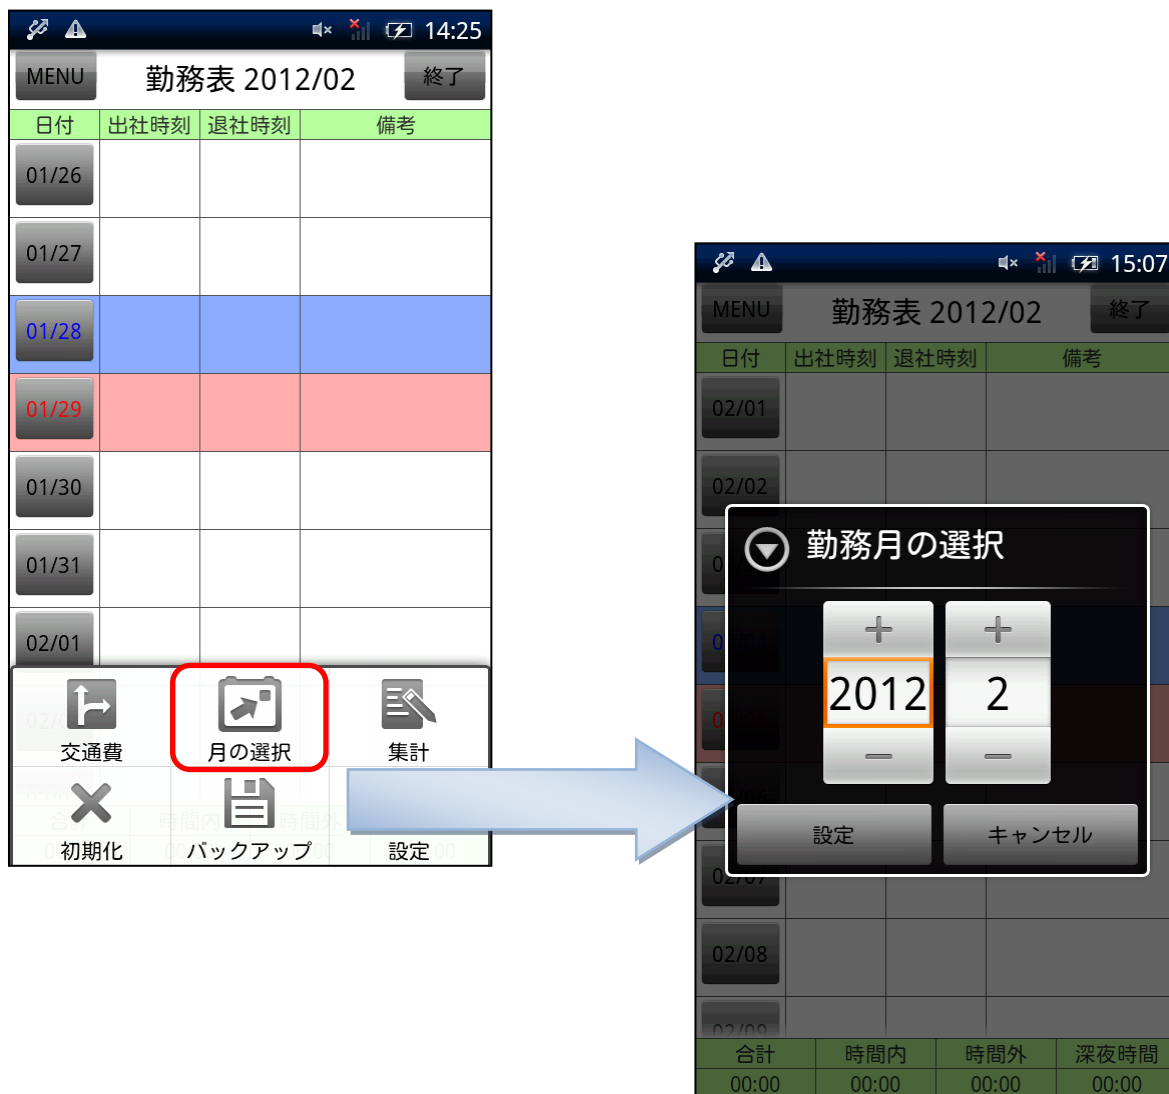 14:25
MENU 勤務表 2012/02 終了
日付 出社時刻 退社時刻 備考
01/26
01/27
01/28
01/29
01/30
01/31
02/01
交通費 月の選択 集計
初期化 バックアップ 設定
15:07
MENU 勤務表 2012/02 終了
日付 出社時刻 退社時刻 備考
02/01
02/02
勤務月の選択
2012 2
設定 キャンセル
02/07
02/08
02/09
合計 時間内 時間外 深夜時間
00:00 00:00 00:00 00:00